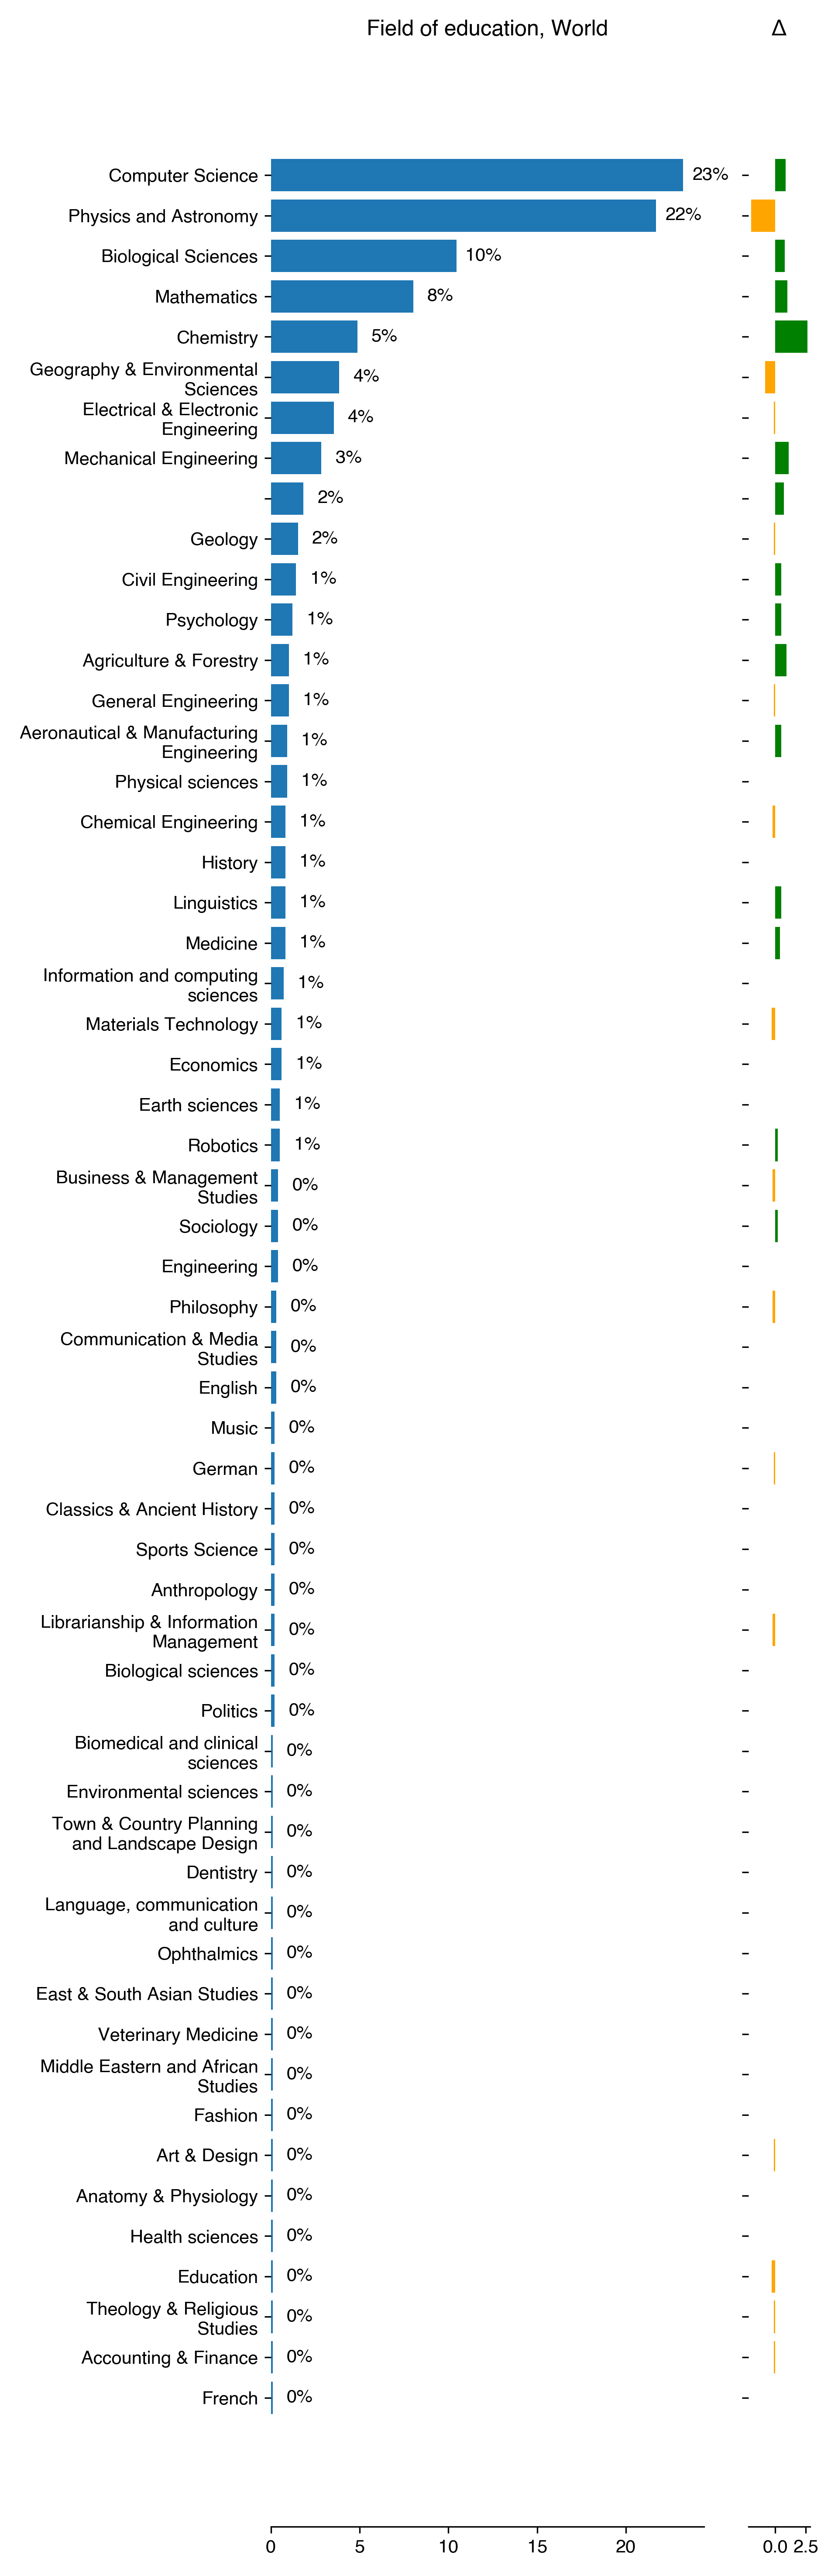 Field of education, World Δ
Computer Science 23%
Physics and Astronomy 22%
Biological Sciences 10%
Mathematics 8%
Chemistry 5%
Geography & Environmental
Sciences 4%
Electrical & Electronic
Engineering 4%
Mechanical Engineering 3%
2%
Geology 2%
Civil Engineering 1%
Psychology 1%
Agriculture & Forestry 1%
General Engineering 1%
Aeronautical & Manufacturing
Engineering 1%
Physical sciences 1%
Chemical Engineering 1%
History 1%
Linguistics 1%
Medicine 1%
Information and computing
sciences 1%
Materials Technology 1%
Economics 1%
Earth sciences 1%
Robotics 1%
Business & Management
Studies 0%
Sociology 0%
Engineering 0%
Philosophy 0%
Communication & Media
Studies 0%
English 0%
Music 0%
German 0%
Classics & Ancient History 0%
Sports Science 0%
Anthropology 0%
Librarianship & Information
Management 0%
Biological sciences 0%
Politics 0%
Biomedical and clinical
sciences 0%
Environmental sciences 0%
Town & Country Planning
and Landscape Design 0%
Dentistry 0%
Language, communication
and culture 0%
Ophthalmics 0%
East & South Asian Studies 0%
Veterinary Medicine 0%
Middle Eastern and African
Studies 0%
Fashion 0%
Art & Design 0%
Anatomy & Physiology 0%
Health sciences 0%
Education 0%
Theology & Religious
Studies 0%
Accounting & Finance 0%
French 0%
0 5 10 15 20 0.0 2.5